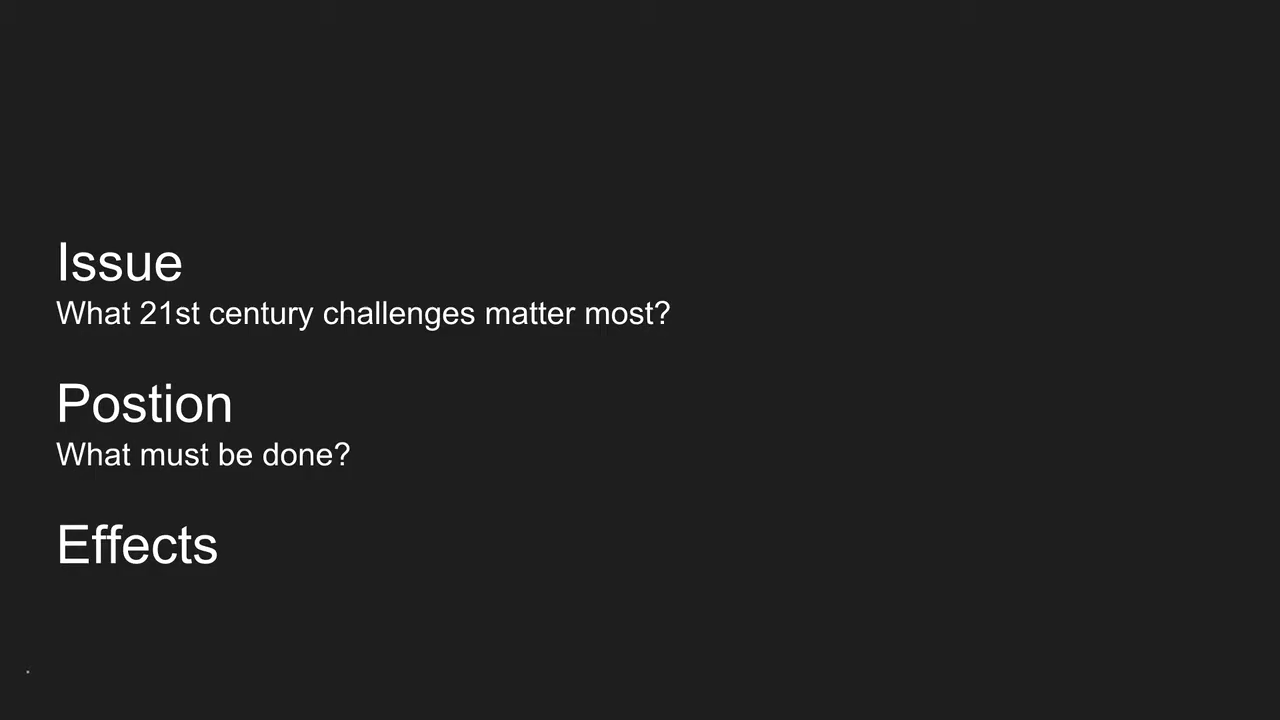 Issue
What 21st century challenges matter most?
Postion
What must be done?
Effects